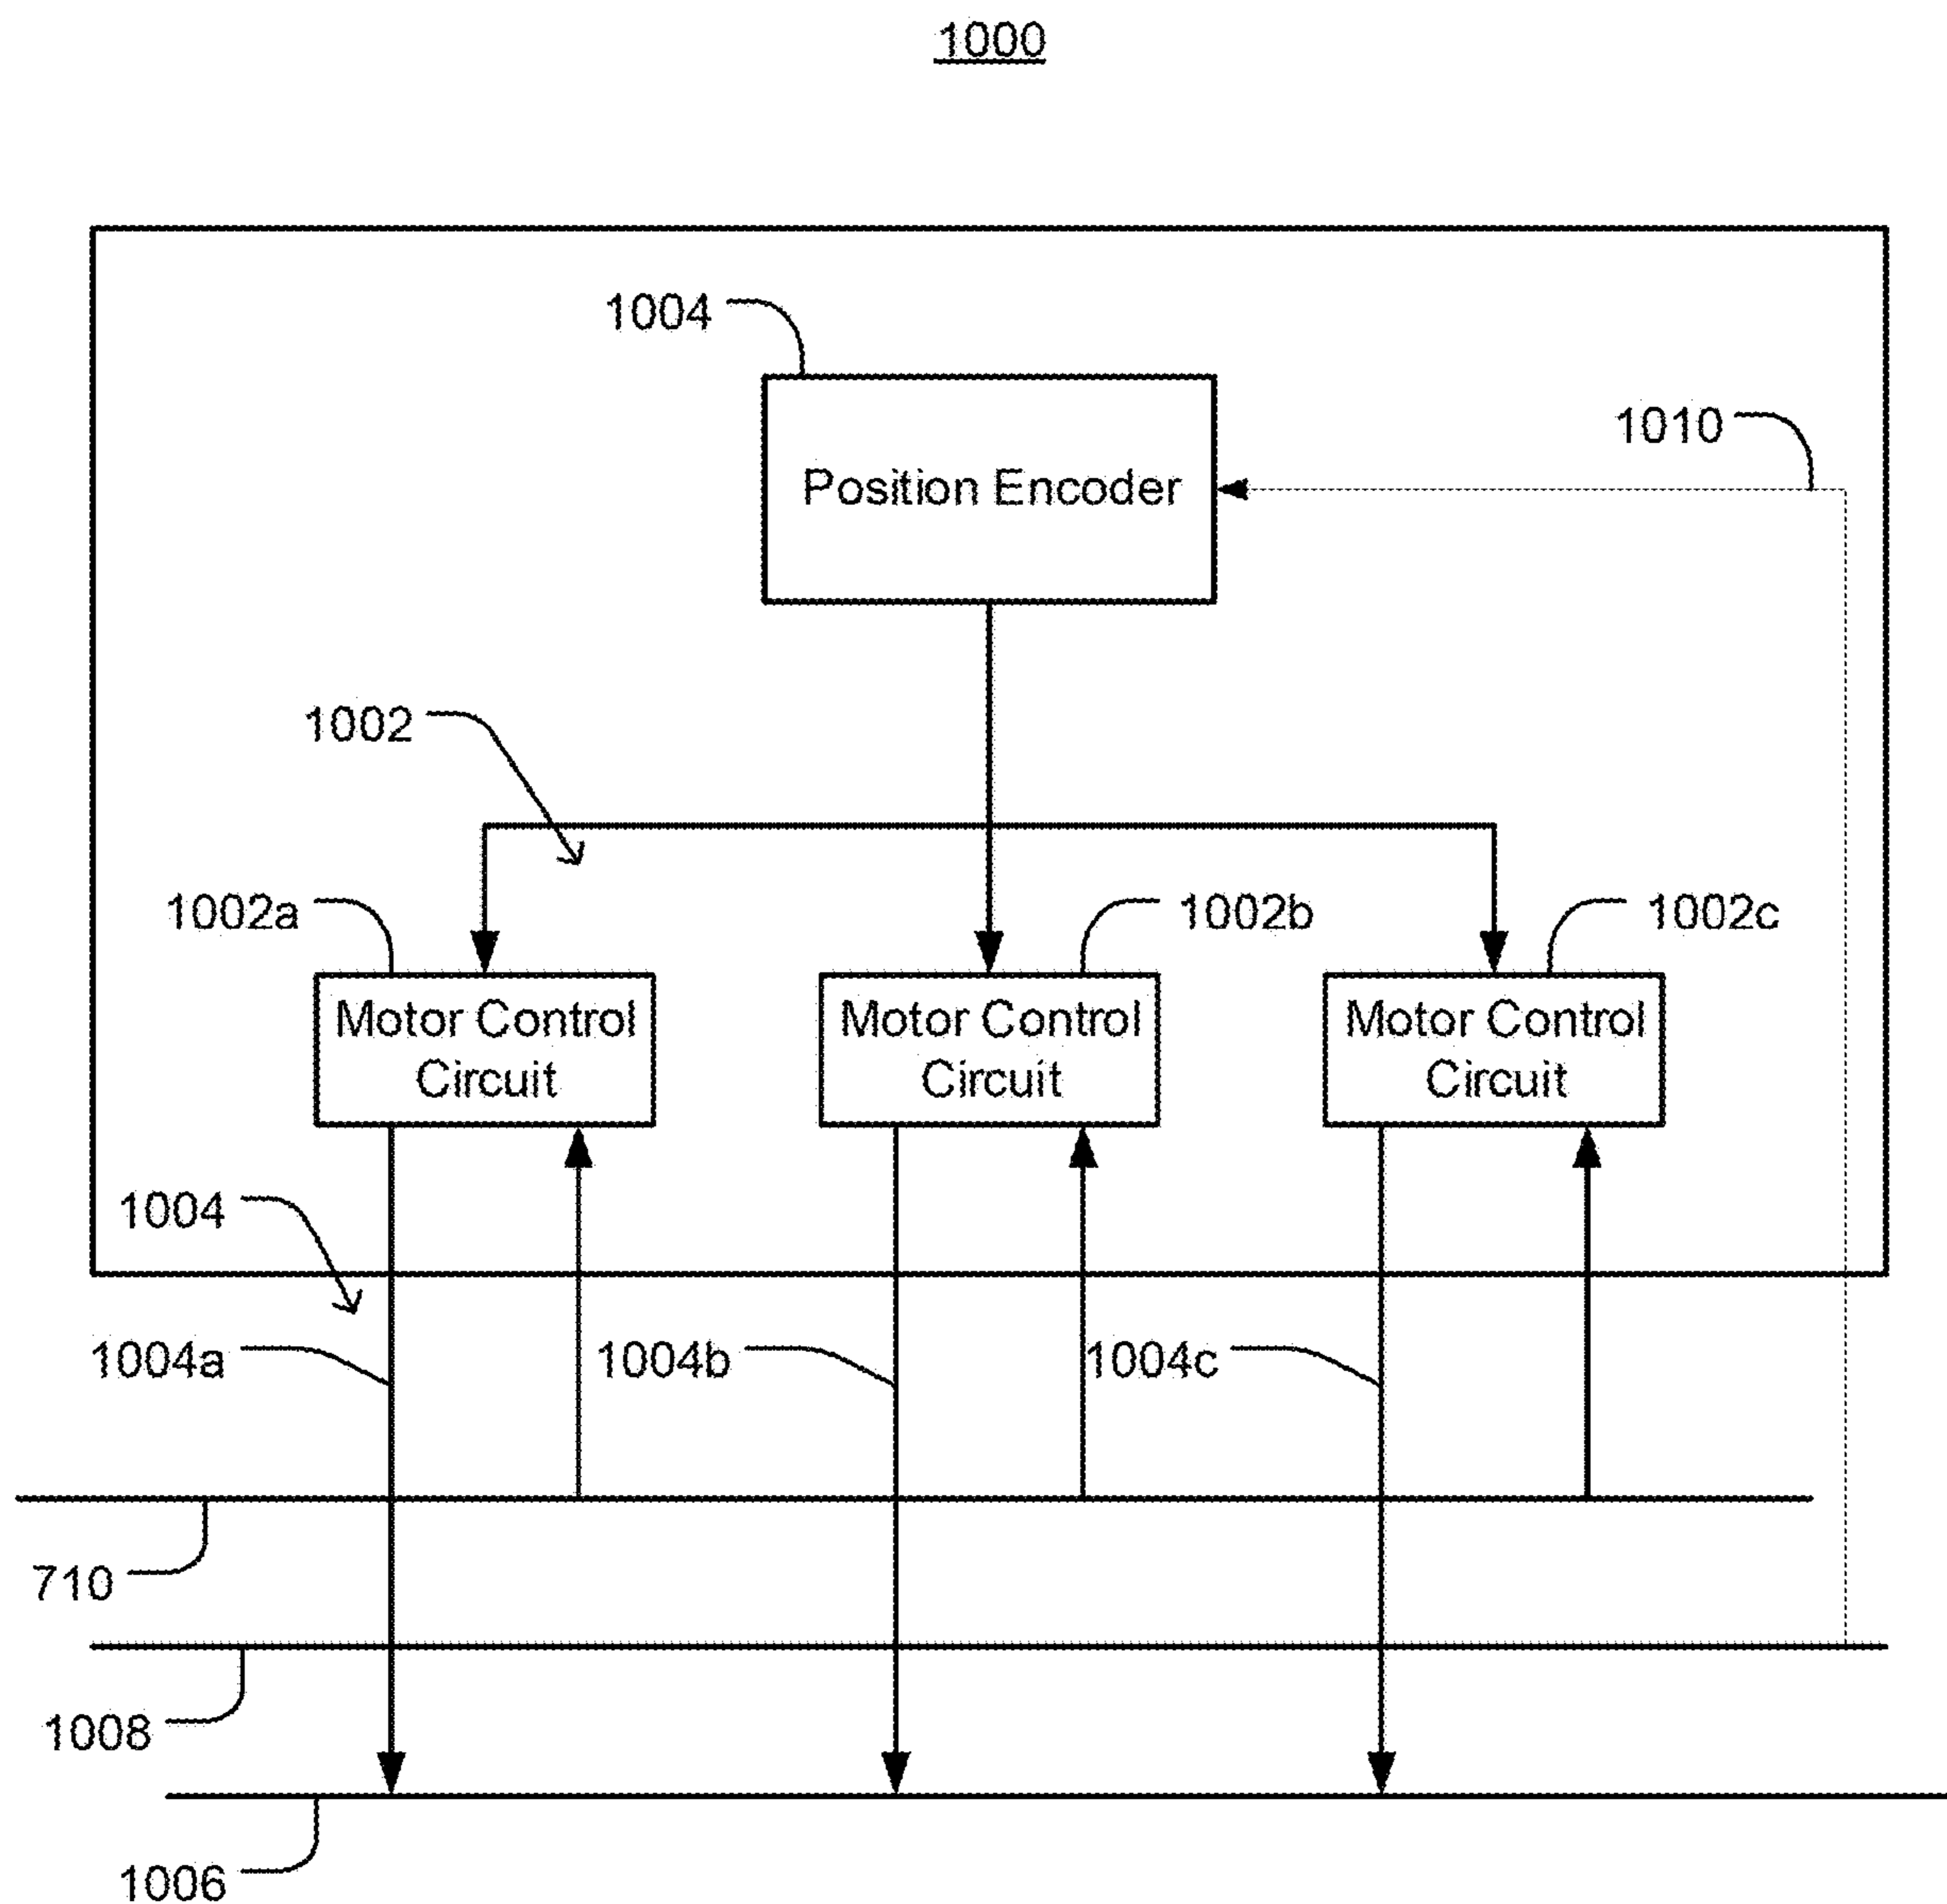 1000
1004
1010
Position Encoder
1002
1002a
1002b
1002c
Motor Control
Circuit
Motor Control
Circuit
Motor Control
Circuit
1004
1004a
1004b
1004c
710
1008
1006